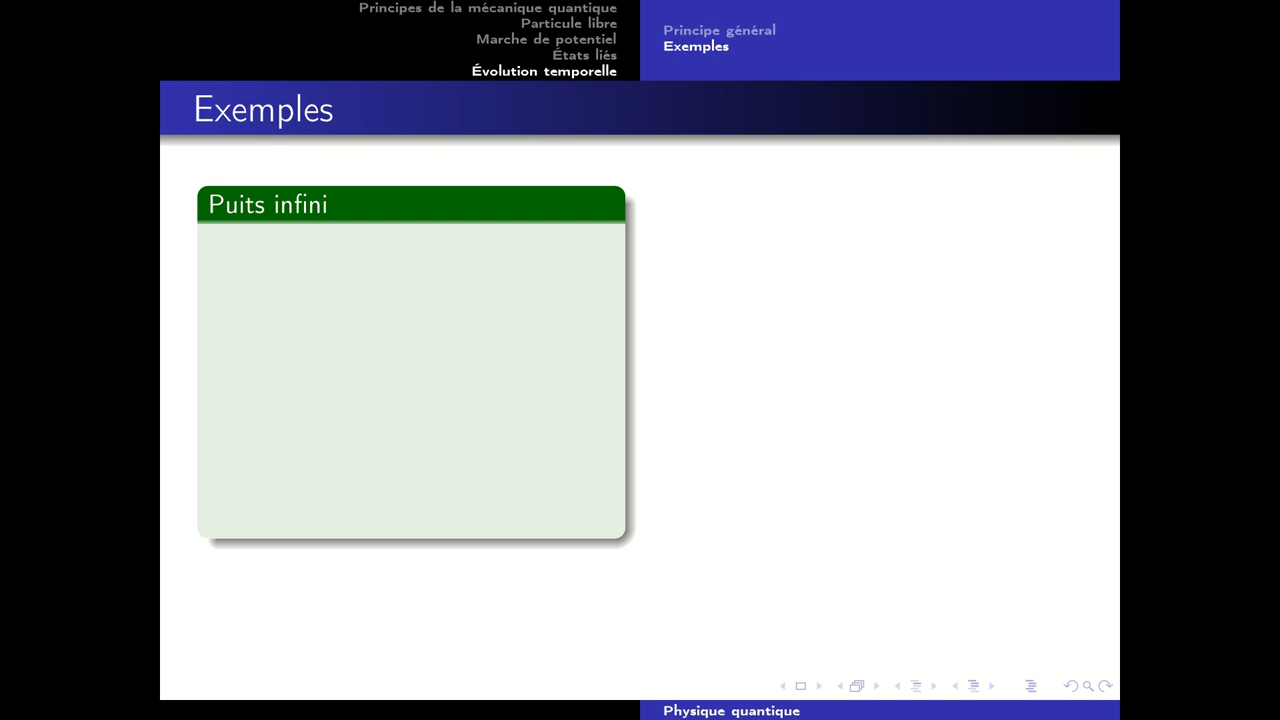 Principes de la mécanique quantique
Particule libre
Marche de potentiel
États liés
Évolution temporelle
Principe général
Exemples
Exemples
Puits infini
Physique quantique